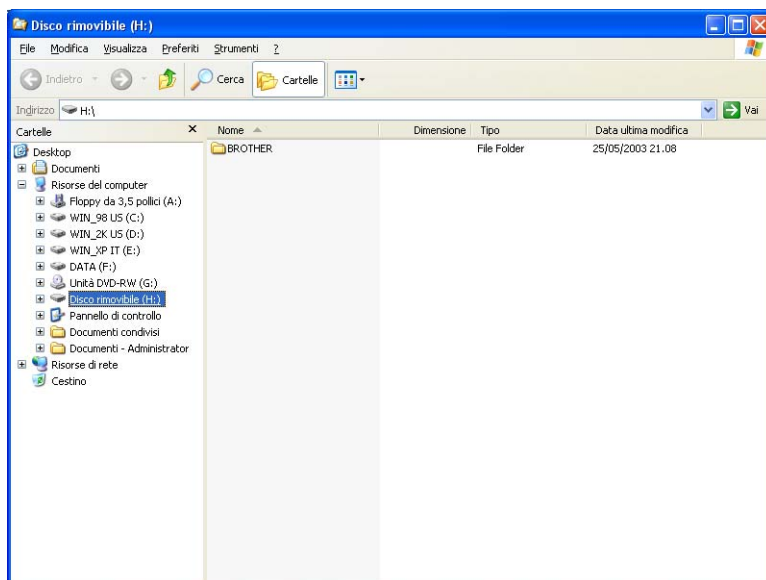 Disco rimovibile (H:)
File Modifica Visualizza Preferiti Strumenti ?
Indietro Cerca Cartelle
Indirizzo H:\ Vai
Cartelle × Nome Dimensione Tipo Data ultima modifica
Desktop BROTHER File Folder 25/05/2003 21.08
Documenti
Risorse del computer
Floppy da 3,5 pollici (A:)
WIN_98 US (C:)
WIN_2K US (D:)
WIN_XP IT (E:)
DATA (F:)
Unità DVD-RW (G:)
Disco rimovibile (H:)
Pannello di controllo
Documenti condivisi
Documenti - Administrator
Risorse di rete
Cestino